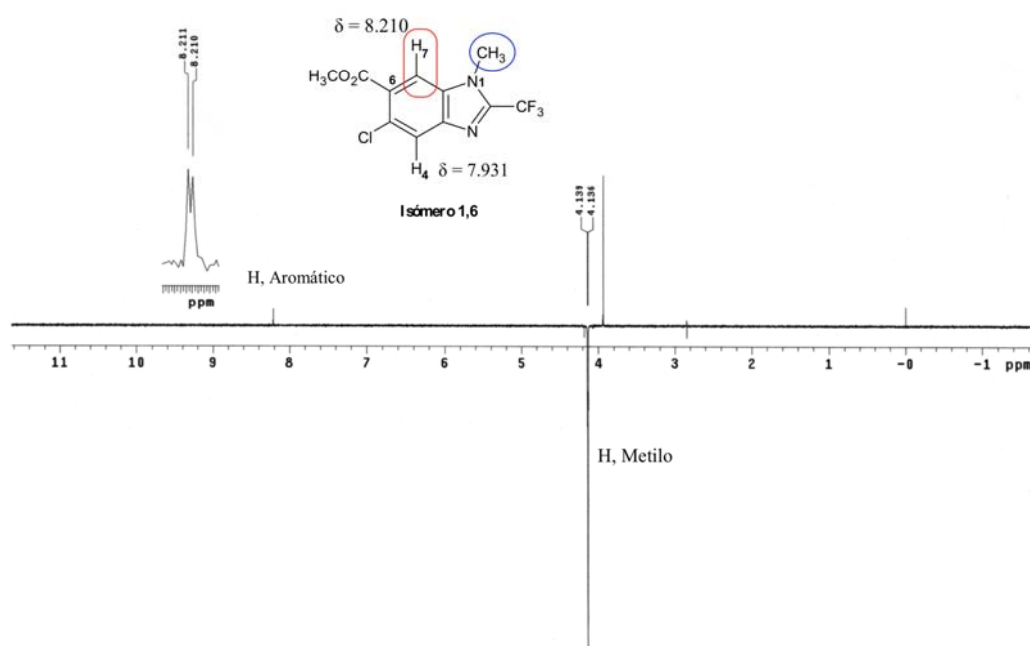 δ = 8.210
8.211
8.210
H7
CH3
H3CO2C
6
N1
CF3
Cl
N
H4 δ = 7.931
Isómero 1,6
4.139
4.136
H, Aromático
ppm
11 10 9 8 7 6 5 4 3 2 1 -0 -1 ppm
H, Metilo